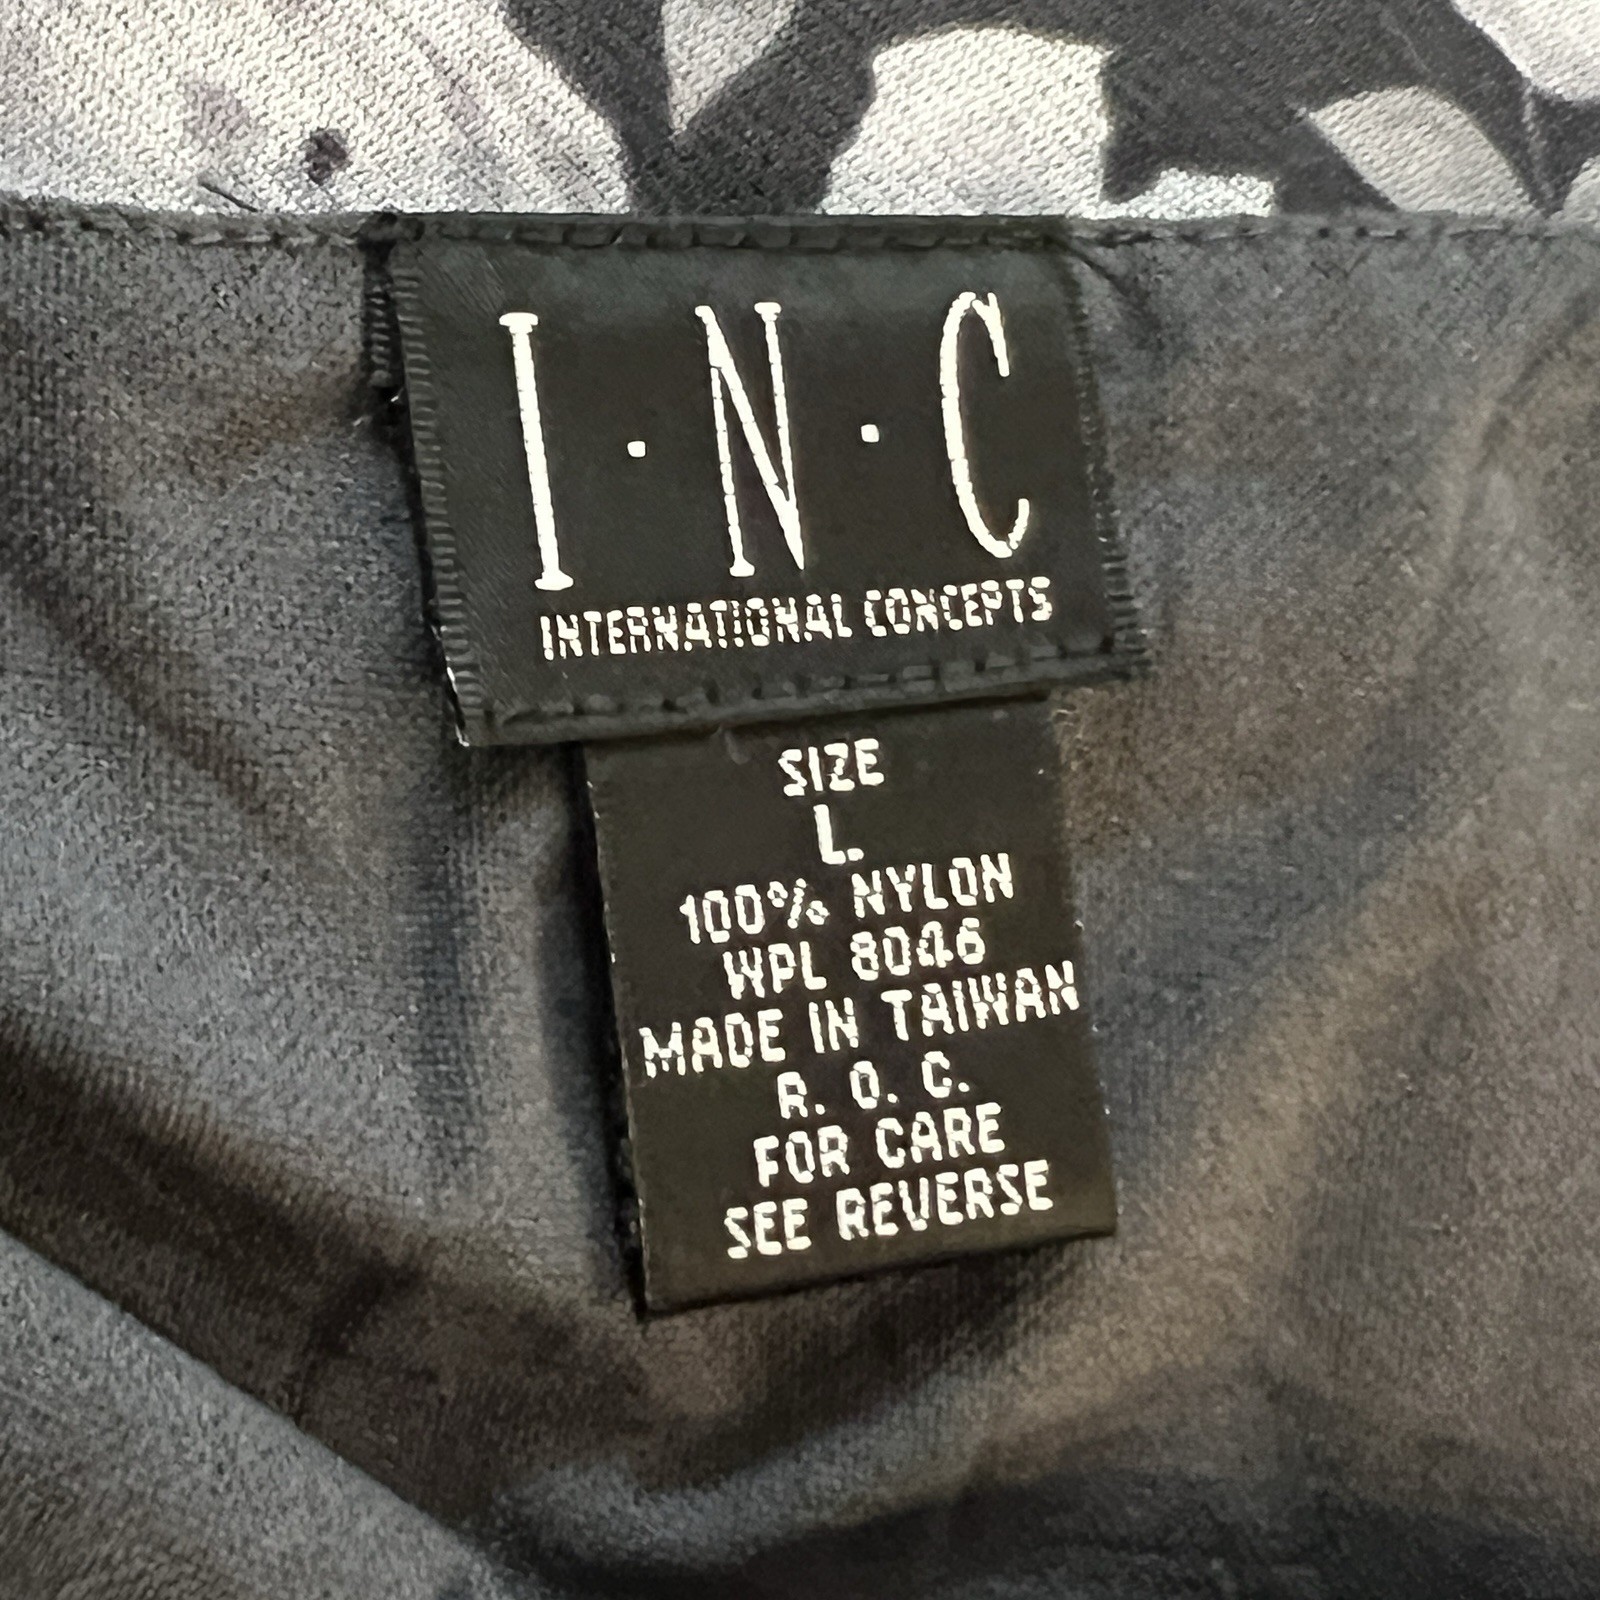 I·N·C
INTERNATIONAL CONCEPTS
SIZE
L.
100% NYLON
WPL 8046
MADE IN TAIWAN
R. O. C.
FOR CARE
SEE REVERSE